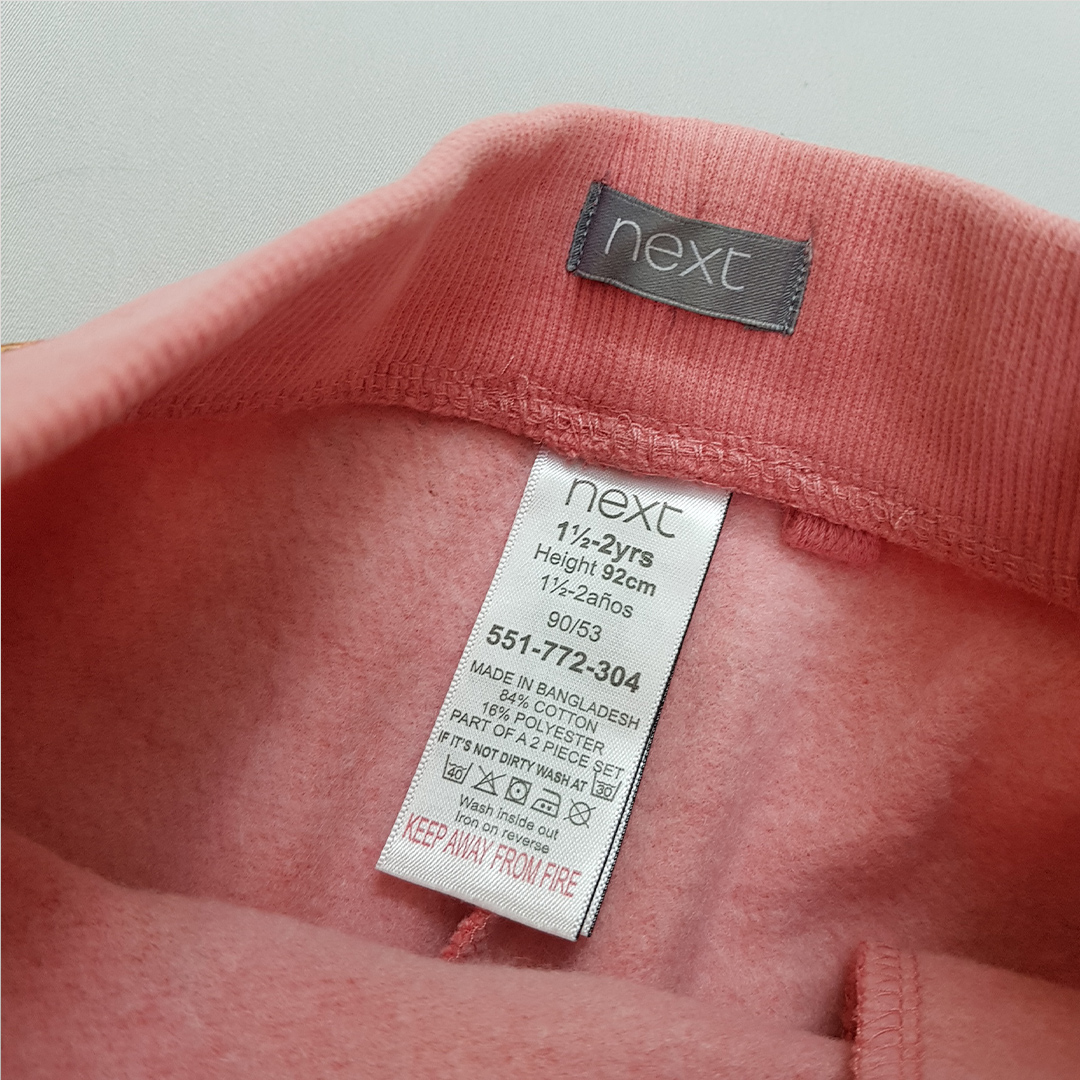 next
next
1½-2yrs
Height 92cm
1½-2años
90/53
551-772-304
MADE IN BANGLADESH
84% COTTON
16% POLYESTER
PART OF A 2 PIECE SET
IF IT'S NOT DIRTY WASH AT 30
40
Wash inside out
Iron on reverse
KEEP AWAY FROM FIRE